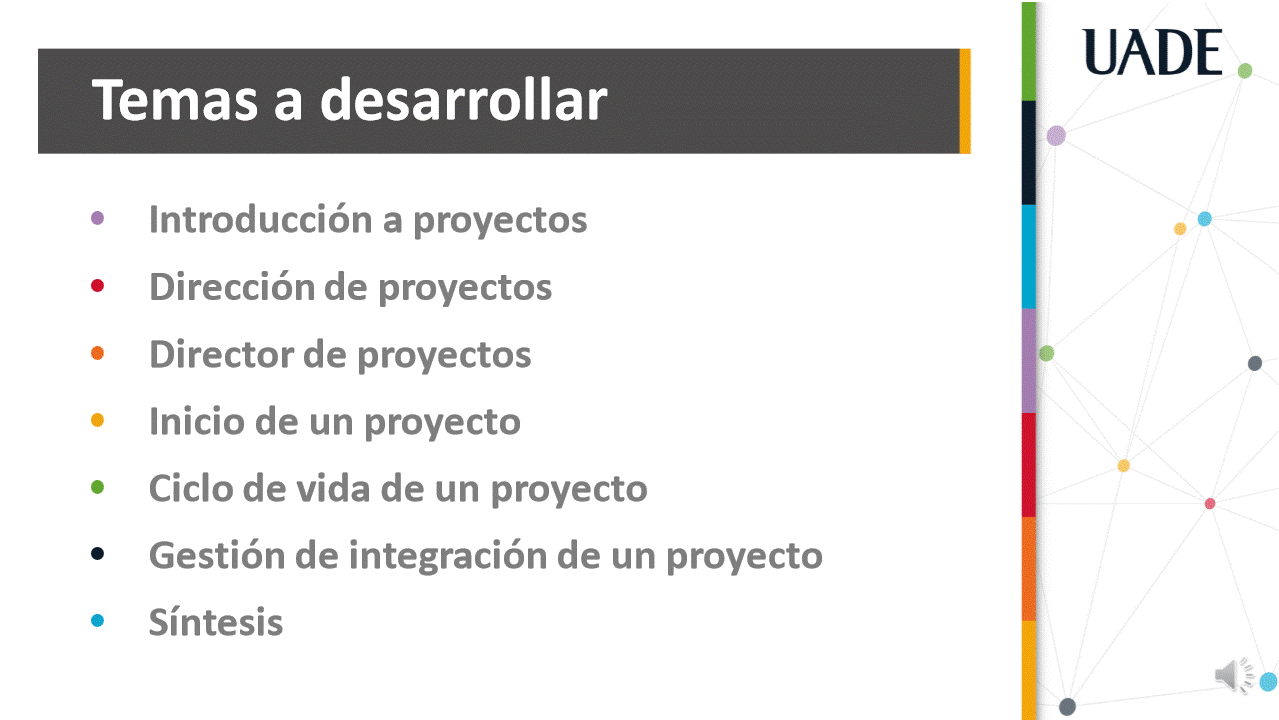 UADE
Temas a desarrollar
• Introducción a proyectos
• Dirección de proyectos
• Director de proyectos
• Inicio de un proyecto
• Ciclo de vida de un proyecto
• Gestión de integración de un proyecto
• Síntesis